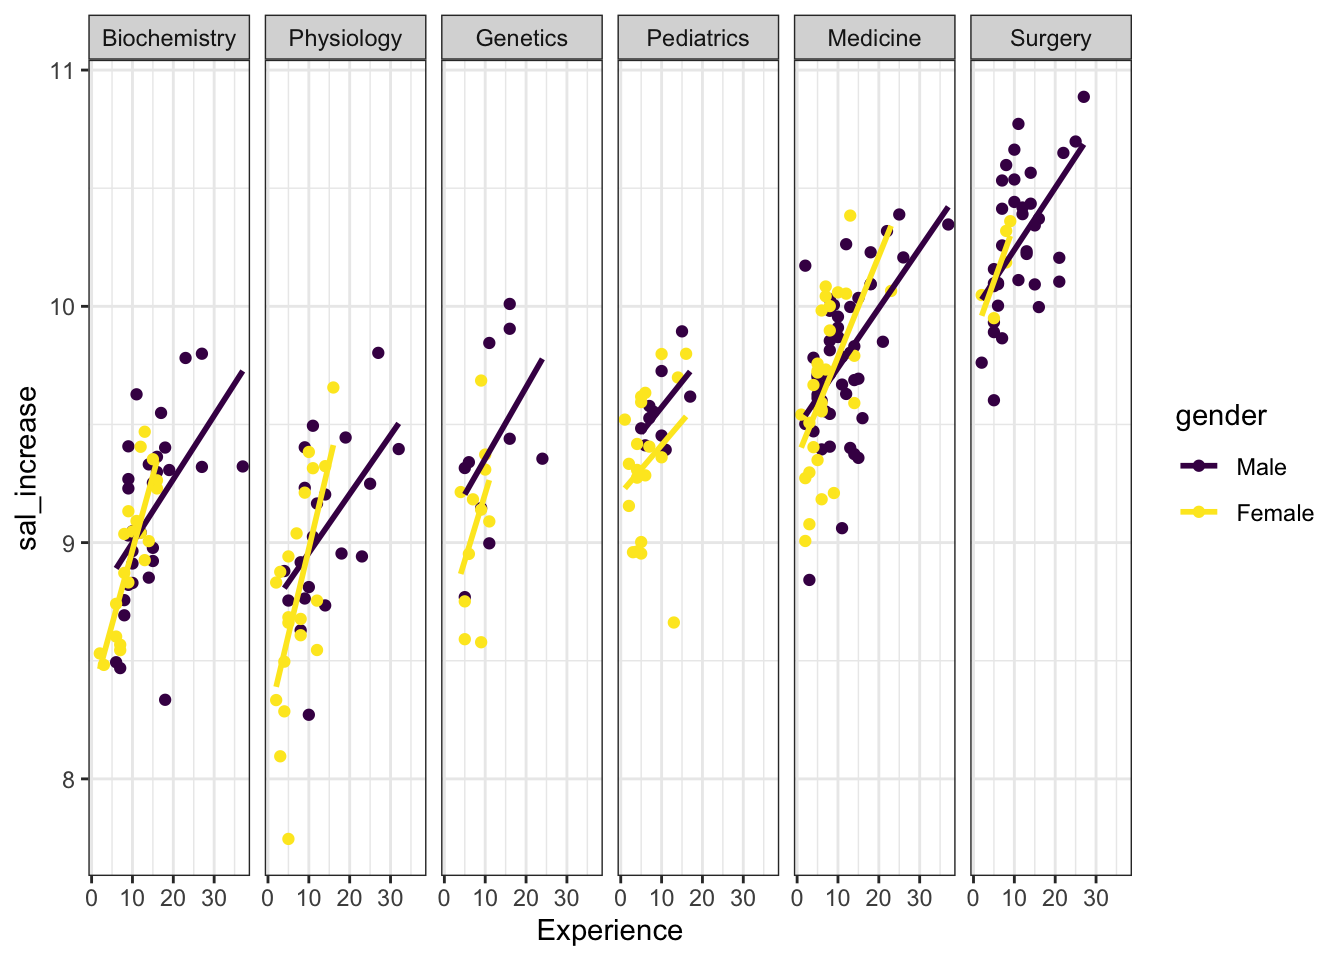 Biochemistry Physiology Genetics Pediatrics Medicine Surgery
11
10
9
8
sal_increase
0 10 20 30 0 10 20 30 0 10 20 30 0 10 20 30 0 10 20 30 0 10 20 30
Experience
gender
Male
Female